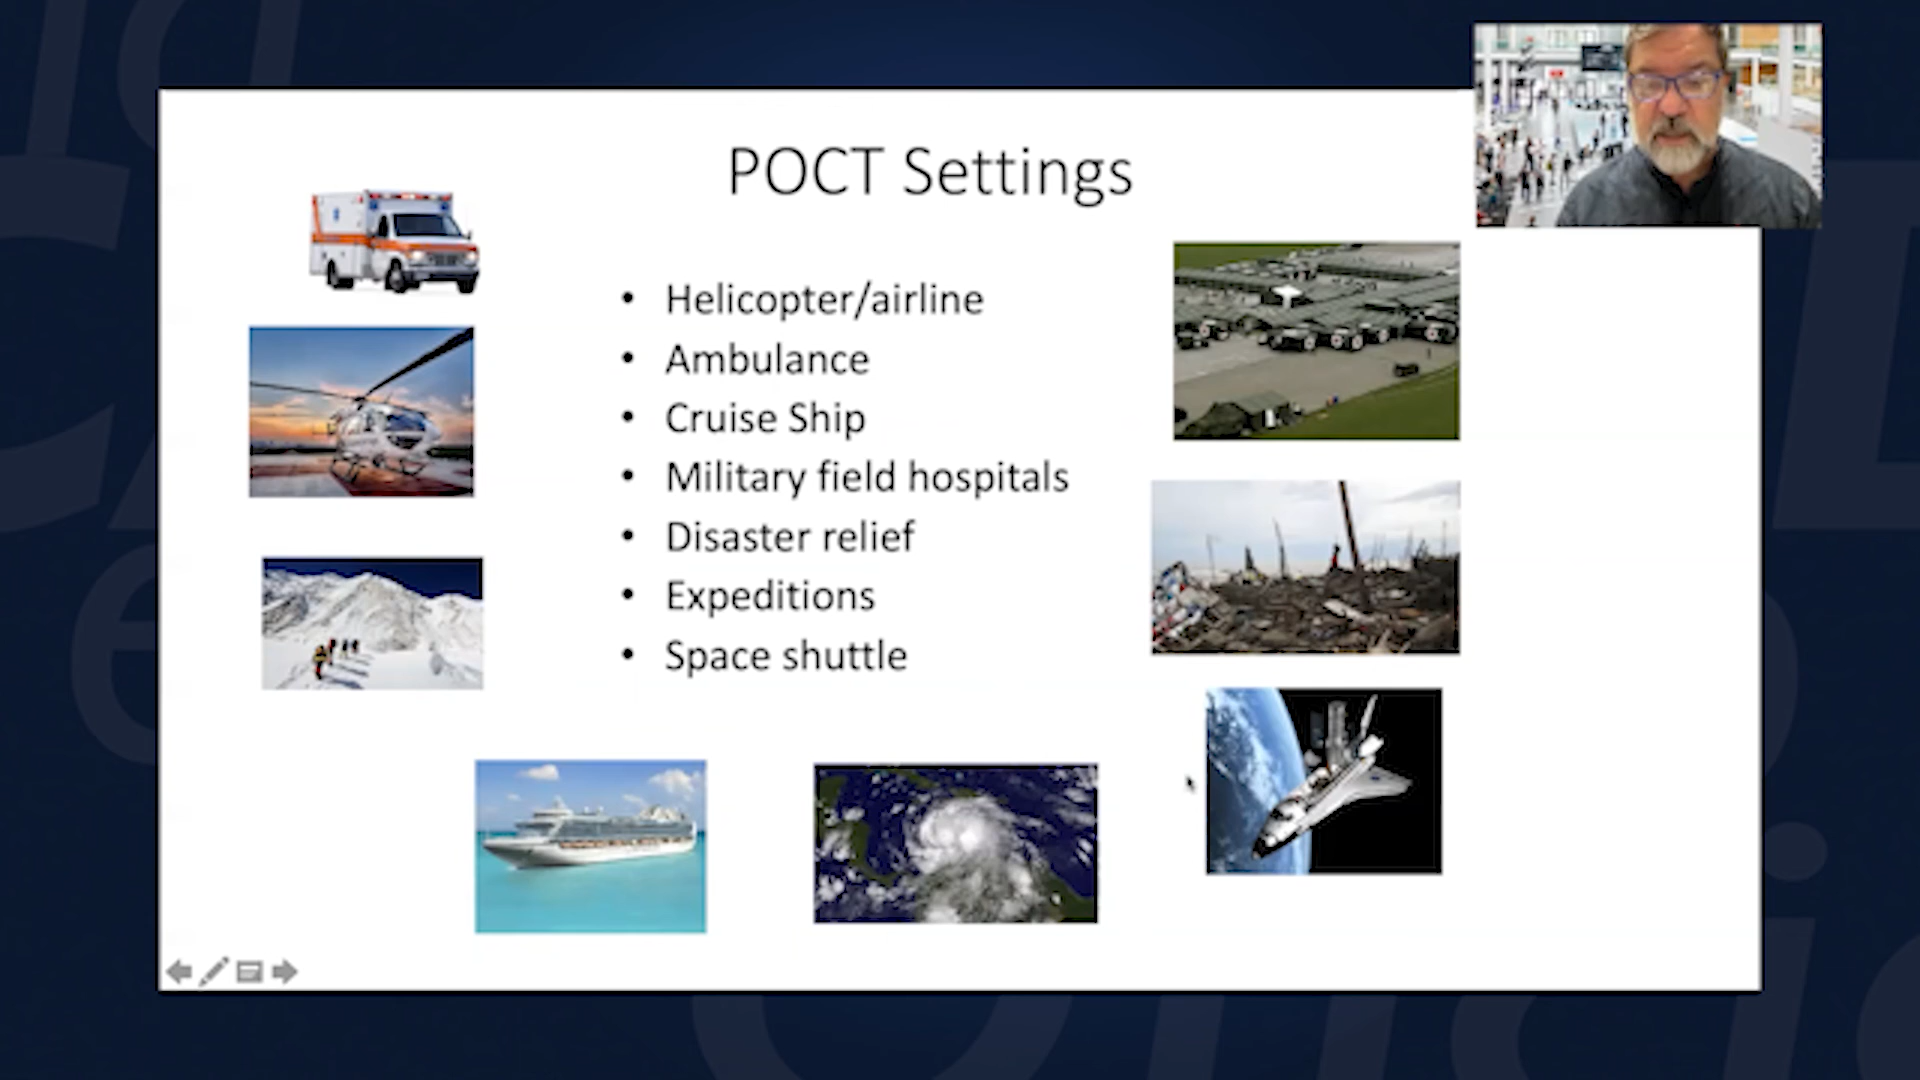 POCT Settings
• Helicopter/airline
• Ambulance
• Cruise Ship
• Military field hospitals
• Disaster relief
• Expeditions
• Space shuttle